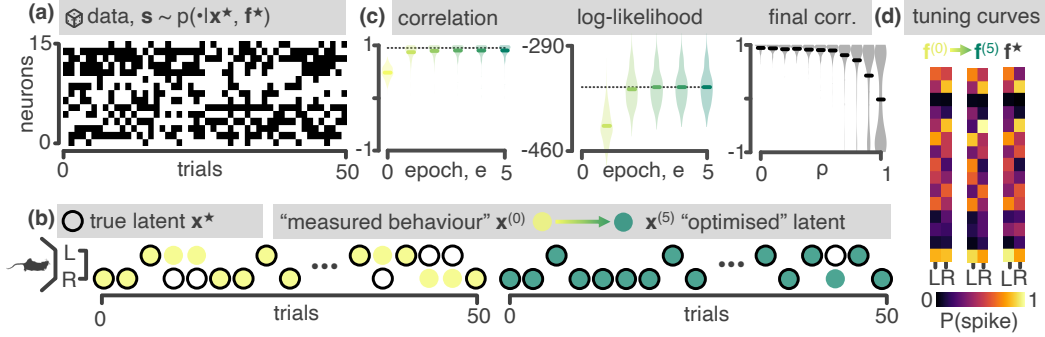 (a) data, s ~ p(•|x★, f★)
15
neurons
0
0
trials
50
(c) correlation
log-likelihood
final corr.
1
-1
0
epoch, e
5
-290
-460
0
epoch, e
5
1
-1
0
ρ
1
(d) tuning curves
f(0)
f(5)
f★
LR
LR
LR
0
1
P(spike)
(b) true latent x★
“measured behaviour” x(0)
x(5) “optimised” latent
L
R
...
...
0
trials
50
0
trials
50